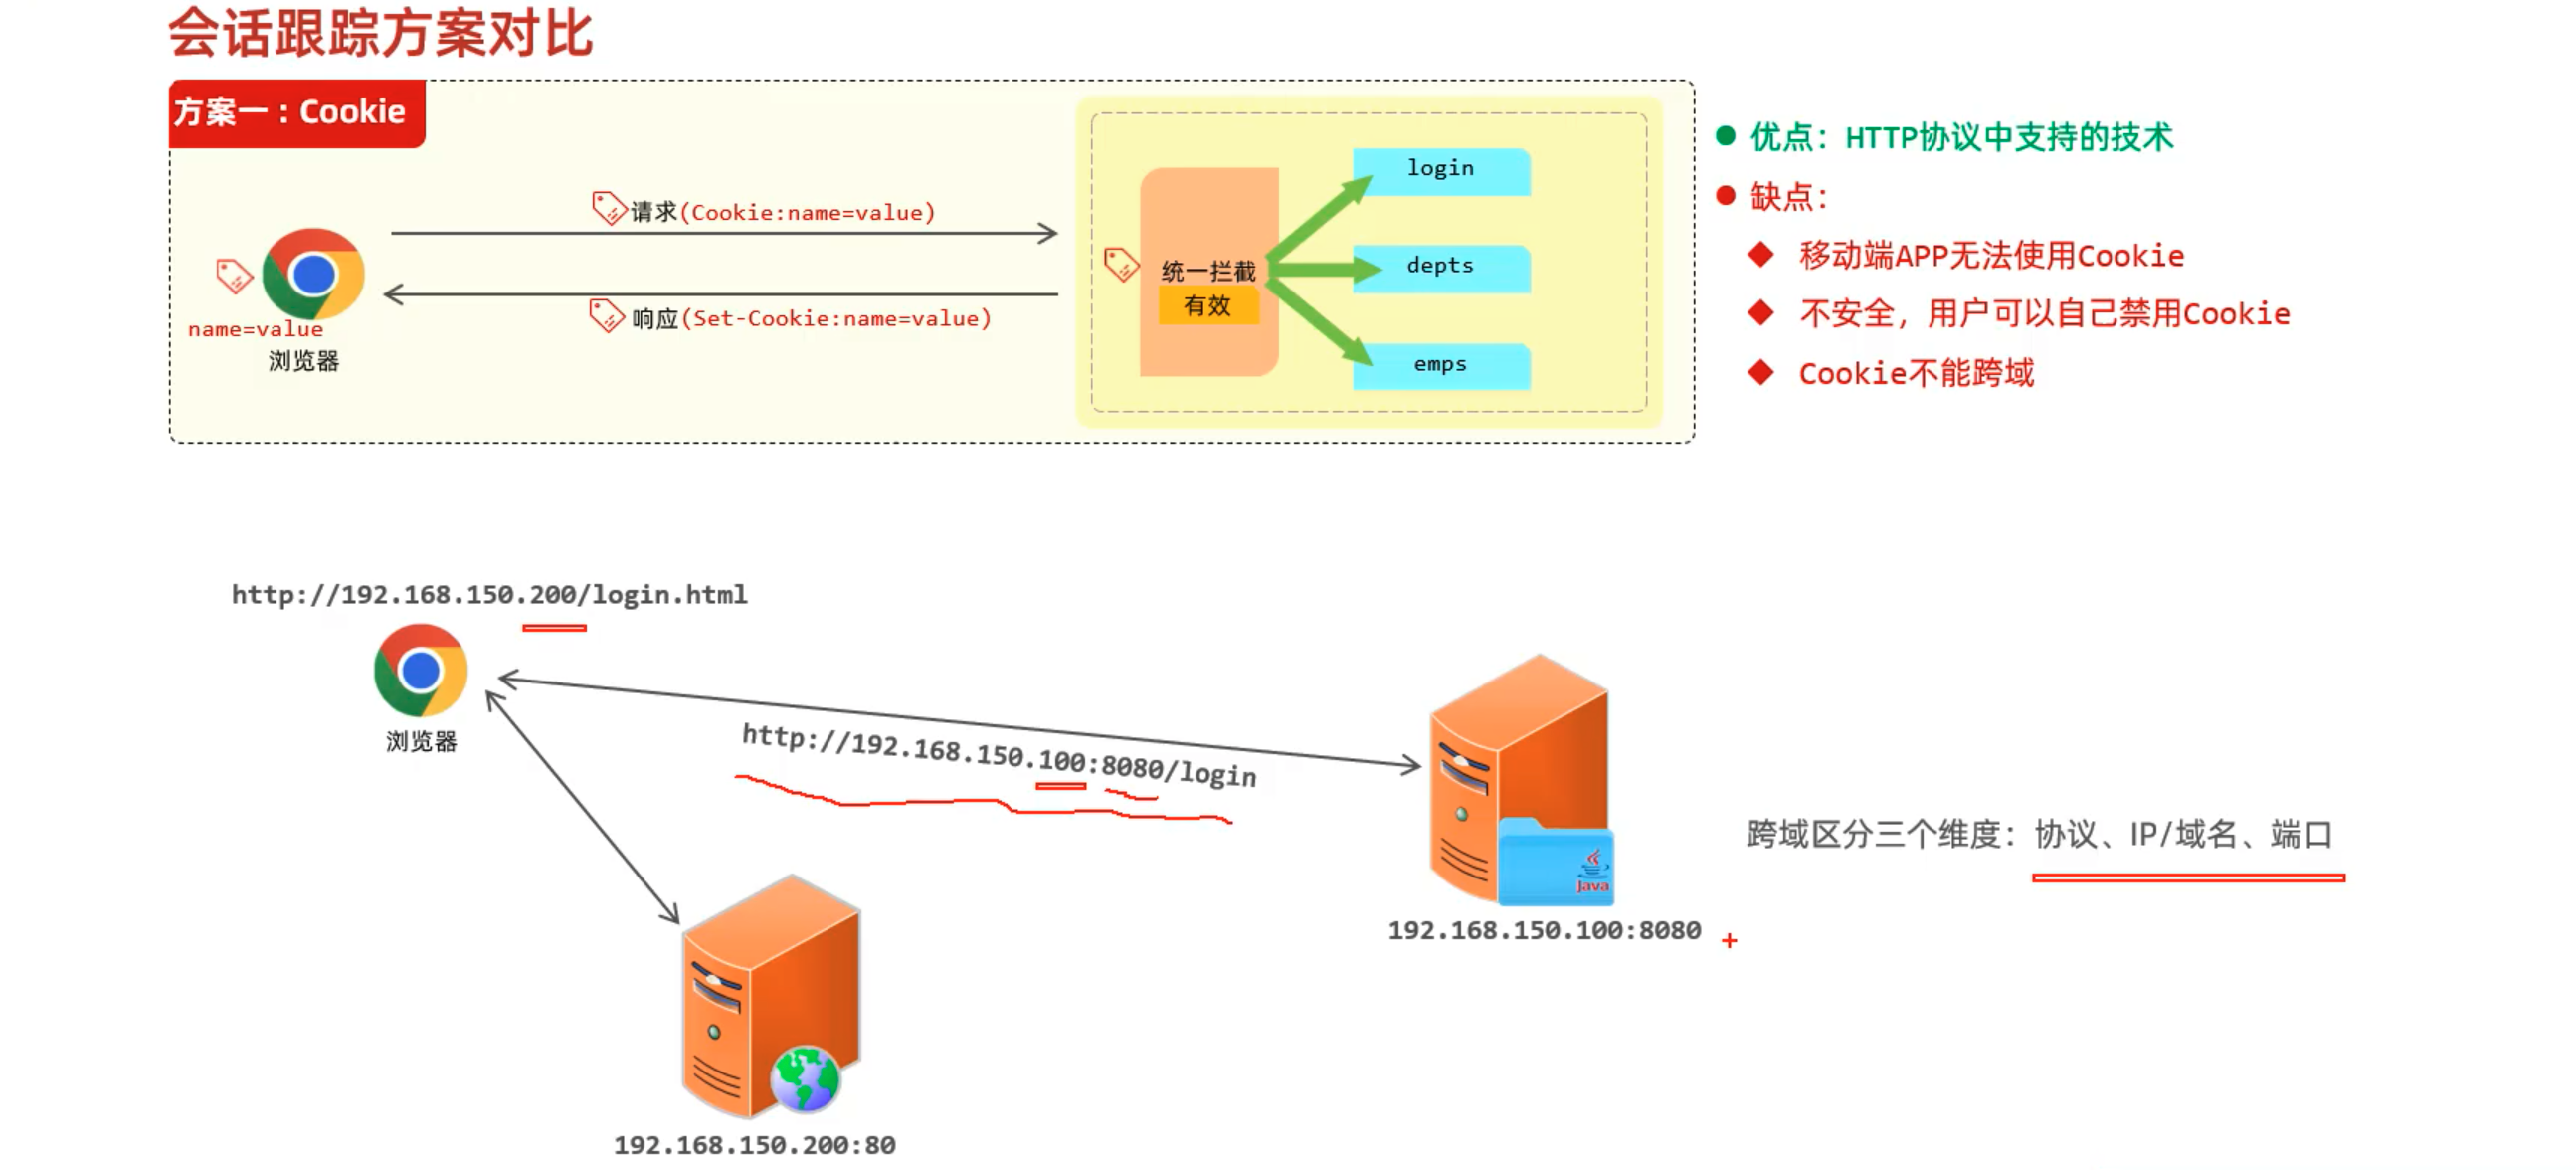 会话跟踪方案对比
方案一：Cookie
请求(Cookie:name=value)
响应(Set-Cookie:name=value)
name=value
浏览器
统一拦截
有效
login
depts
emps
优点：HTTP协议中支持的技术
缺点：
移动端APP无法使用Cookie
不安全，用户可以自己禁用Cookie
Cookie不能跨域
http://192.168.150.200/login.html
浏览器
http://192.168.150.100:8080/login
Java
192.168.150.100:8080
跨域区分三个维度：协议、IP/域名、端口
192.168.150.200:80